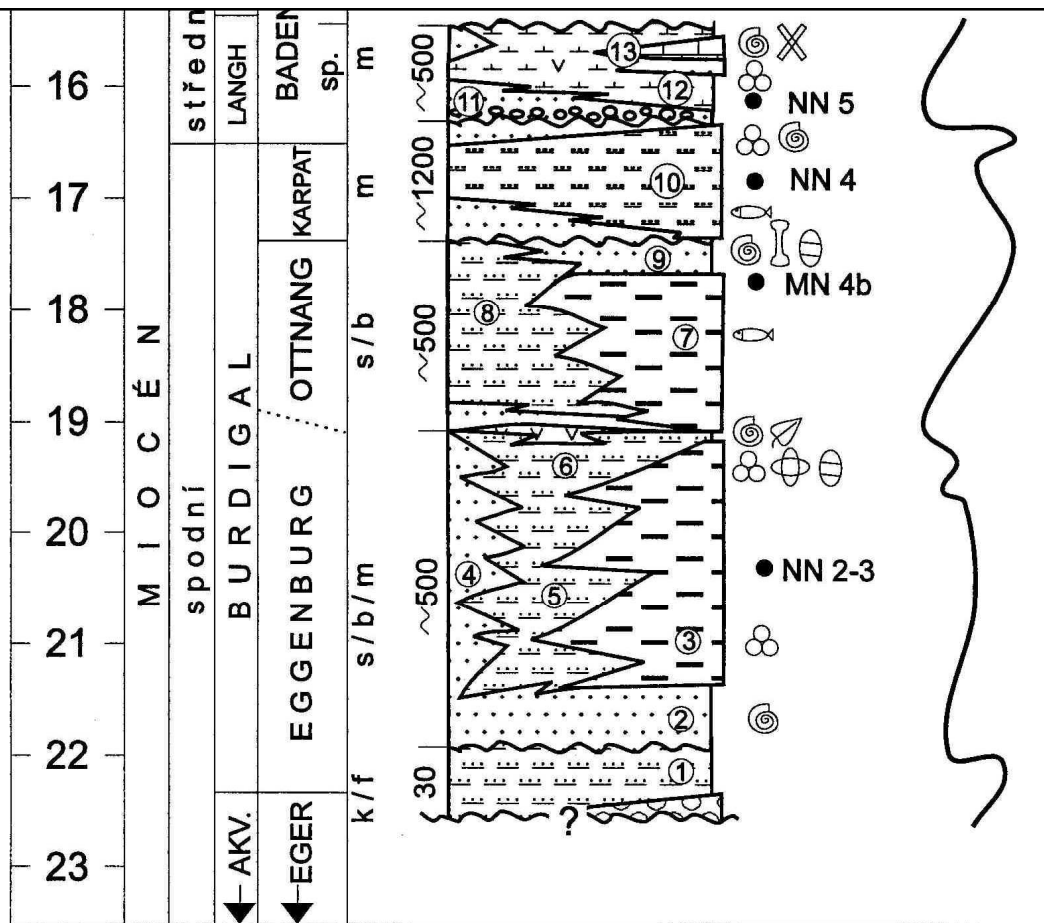 16
17
18
19
20
21
22
23
MIOCÉN
středn
spodní
LANGH
BURDIGAL
AKV.
BADEN
sp.
KARPAT
OTTNANG
EGGENBURG
EGER
m
m
s/b
s/b/m
k/f
~500
~1200
~500
~500
30
13
12
11
10
9
8
7
6
5
4
3
2
1
V
V V
?
NN 5
NN 4
MN 4b
NN 2-3